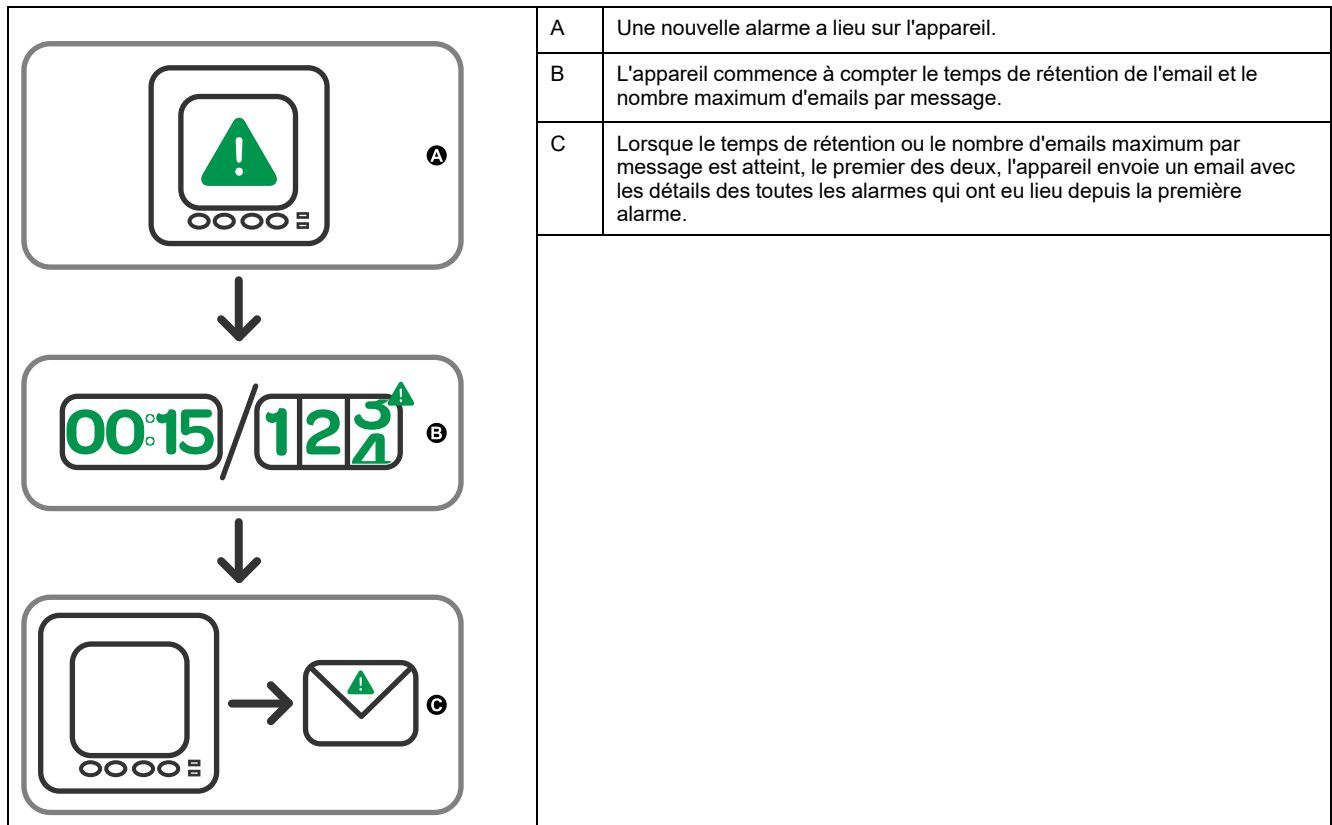 A
Une nouvelle alarme a lieu sur l'appareil.
B
L'appareil commence à compter le temps de rétention de l'email et le
nombre maximum d'emails par message.
C
Lorsque le temps de rétention ou le nombre d'emails maximum par
message est atteint, le premier des deux, l'appareil envoie un email avec
les détails des toutes les alarmes qui ont eu lieu depuis la première
alarme.
!
A
00:15/12 3 !
4
B
!
C